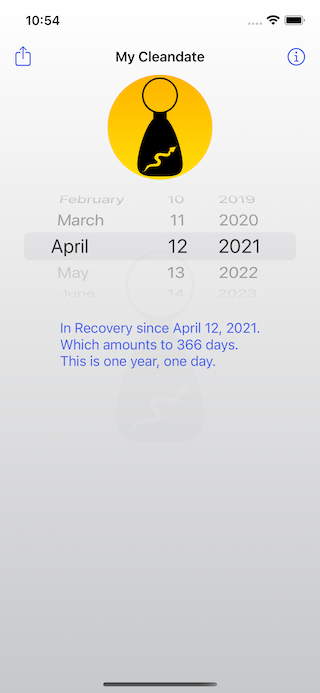 10:54
My Cleandate
February 10 2019
March 11 2020
April 12 2021
May 13 2022
June 14 2023
In Recovery since April 12, 2021.
Which amounts to 366 days.
This is one year, one day.